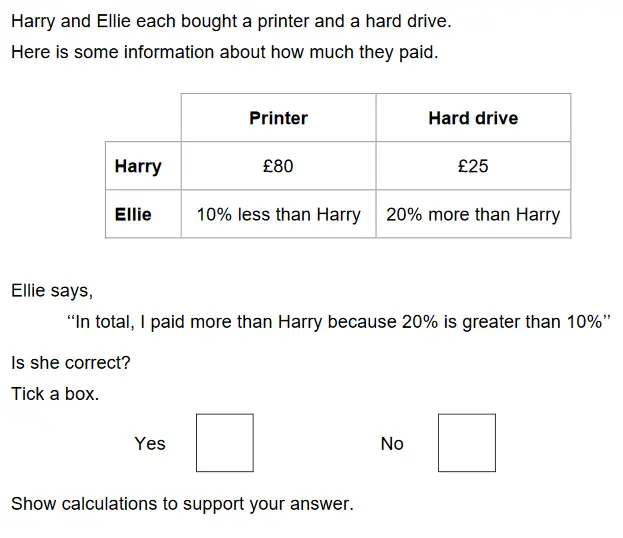 Harry and Ellie each bought a printer and a hard drive.
Here is some information about how much they paid.
Printer Hard drive
Harry £80 £25
Ellie 10% less than Harry 20% more than Harry
Ellie says,
‘‘In total, I paid more than Harry because 20% is greater than 10%’’
Is she correct?
Tick a box.
Yes No
Show calculations to support your answer.